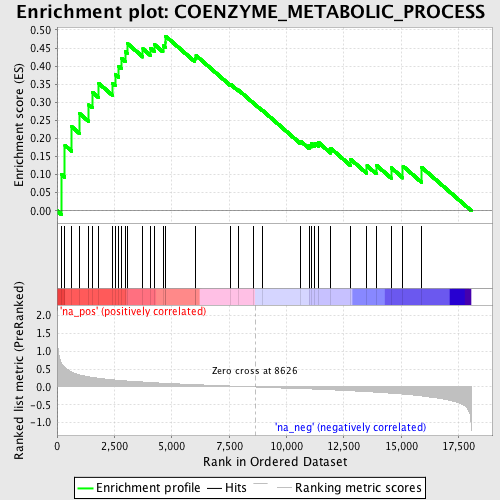 Enrichment plot: COENZYME_METABOLIC_PROCESS
Enrichment score (ES)
0.50
0.45
0.40
0.35
0.30
0.25
0.20
0.15
0.10
0.05
0.00
'na_pos' (positively correlated)
Ranked list metric (PreRanked)
2.0
1.5
1.0
0.5
0.0
-0.5
-1.0
Zero cross at 8626
'na_neg' (negatively correlated)
0
2,500
5,000
7,500
10,000
12,500
15,000
17,500
Rank in Ordered Dataset
Enrichment profile
Hits
Ranking metric scores